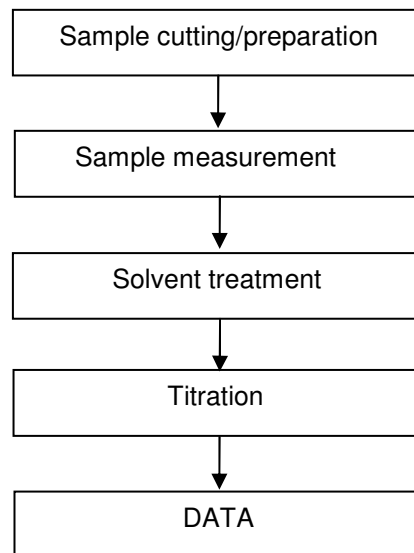 Sample cutting/preparation
Sample measurement
Solvent treatment
Titration
DATA